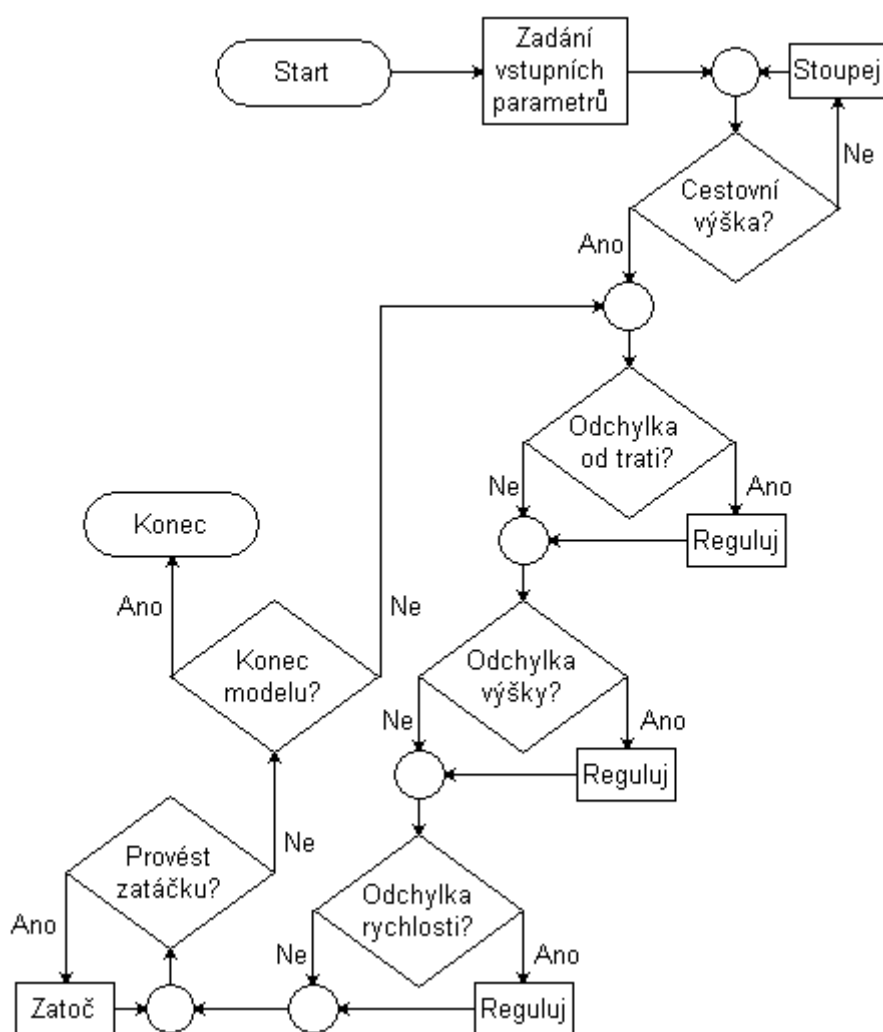 Start
Zadání
vstupních
parametrů
Stoupej
Ne
Cestovní
výška?
Ano
Odchylka
od trati?
Ne
Ano
Reguluj
Konec
Ano
Ne
Konec
modelu?
Odchylka
výšky?
Ne
Ano
Reguluj
Provést
zatáčku?
Ne
Ano
Odchylka
rychlosti?
Ne
Ano
Zatoč
Reguluj